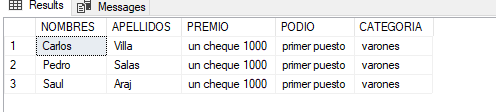 Results Messages
NOMBRES APELLIDOS PREMIO PODIO CATEGORIA
1 Carlos Villa un cheque 1000 primer puesto varones
2 Pedro Salas un cheque 1000 primer puesto varones
3 Saul Araj un cheque 1000 primer puesto varones